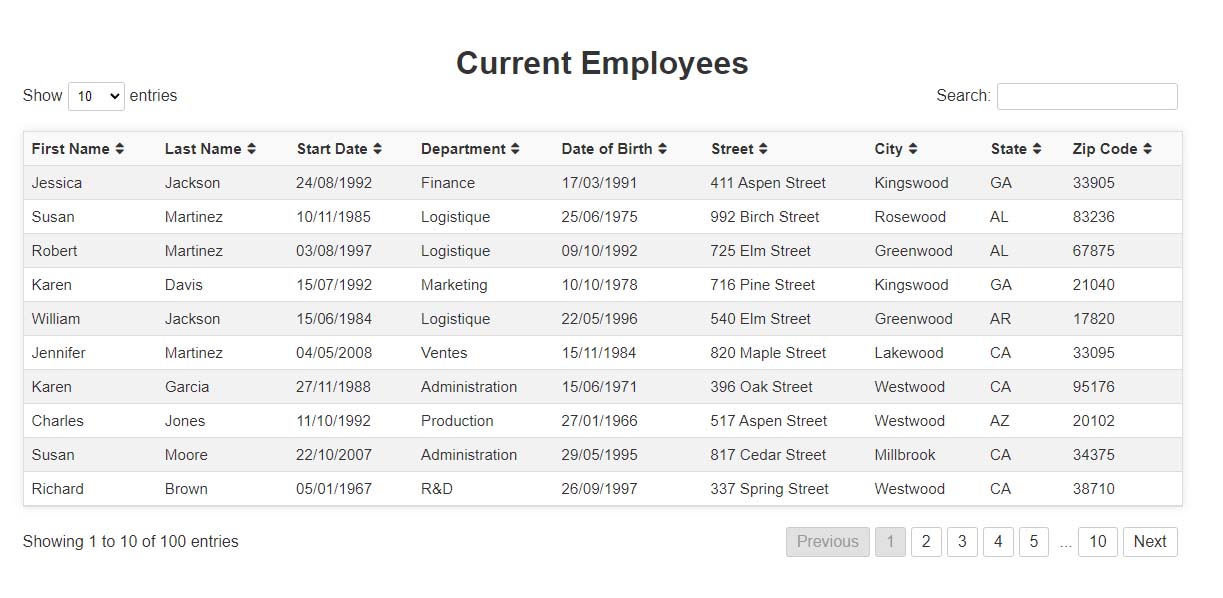 Current Employees
Show 10 entries Search:
First Name Last Name Start Date Department Date of Birth Street City State Zip Code
Jessica Jackson 24/08/1992 Finance 17/03/1991 411 Aspen Street Kingswood GA 33905
Susan Martinez 10/11/1985 Logistique 25/06/1975 992 Birch Street Rosewood AL 83236
Robert Martinez 03/08/1997 Logistique 09/10/1992 725 Elm Street Greenwood AL 67875
Karen Davis 15/07/1992 Marketing 10/10/1978 716 Pine Street Kingswood GA 21040
William Jackson 15/06/1984 Logistique 22/05/1996 540 Elm Street Greenwood AR 17820
Jennifer Martinez 04/05/2008 Ventes 15/11/1984 820 Maple Street Lakewood CA 33095
Karen Garcia 27/11/1988 Administration 15/06/1971 396 Oak Street Westwood CA 95176
Charles Jones 11/10/1992 Production 27/01/1966 517 Aspen Street Westwood AZ 20102
Susan Moore 22/10/2007 Administration 29/05/1995 817 Cedar Street Millbrook CA 34375
Richard Brown 05/01/1967 R&D 26/09/1997 337 Spring Street Westwood CA 38710
Showing 1 to 10 of 100 entries Previous 1 2 3 4 5 ... 10 Next